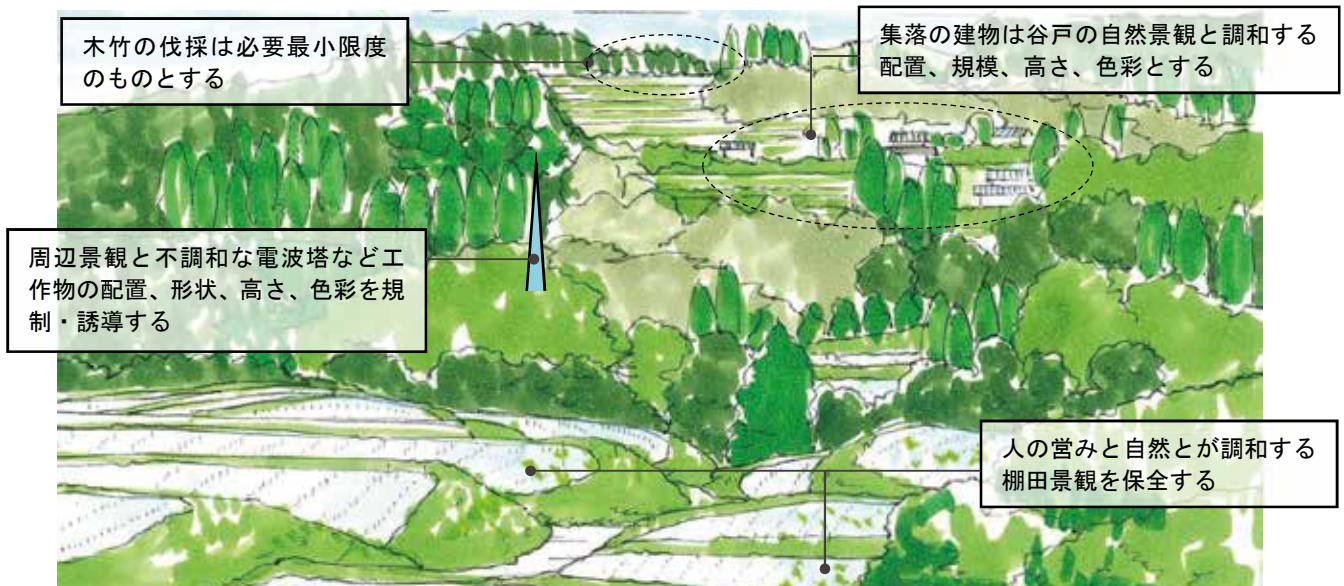 木竹の伐採は必要最小限度
のものとする
集落の建物は谷戸の自然景観と調和する
配置、規模、高さ、色彩とする
周辺景観と不調和な電波塔など工
作物の配置、形状、高さ、色彩を規
制・誘導する
人の営みと自然とが調和する
棚田景観を保全する